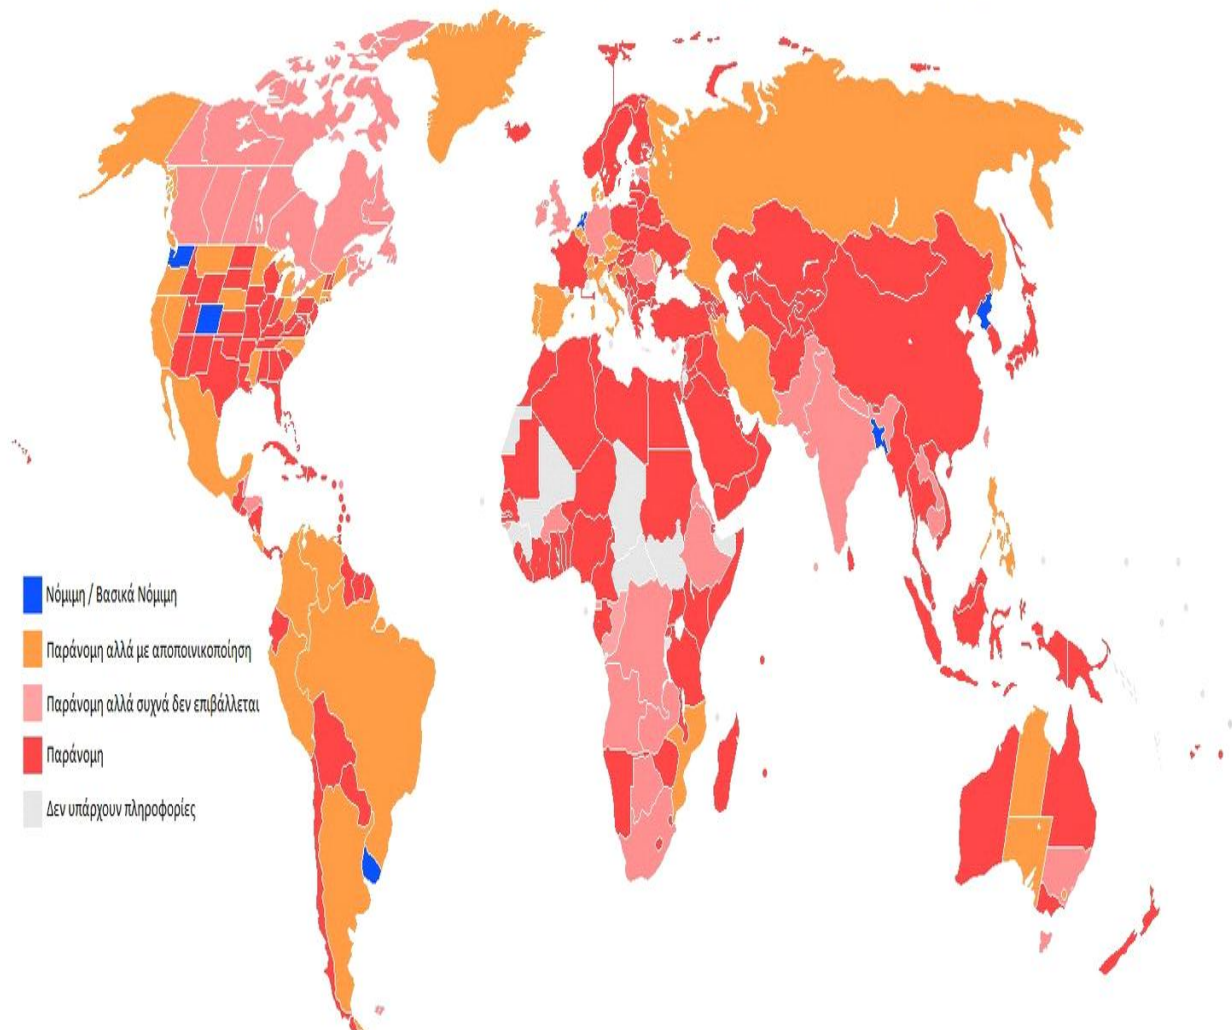 Νόμιμη / Βασικά Νόμιμη
Παράνομη αλλά με αποποινικοποίηση
Παράνομη αλλά συχνά δεν επιβάλλεται
Παράνομη
Δεν υπάρχουν πληροφορίες